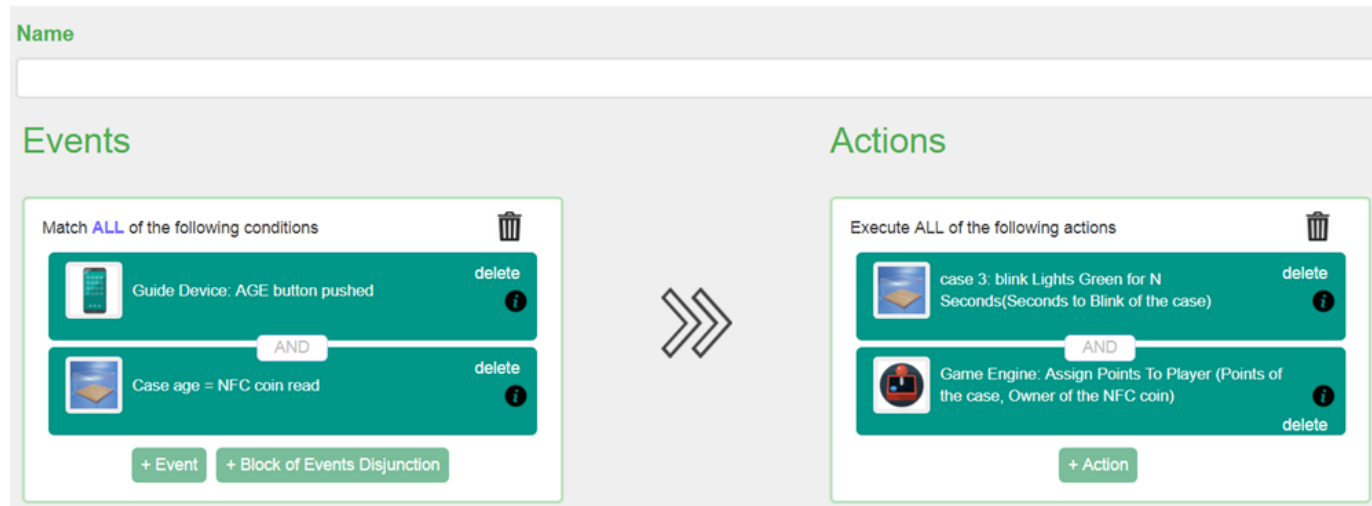 Name
Events
Actions
Match ALL of the following conditions
Guide Device: AGE button pushed
delete
AND
Case age = NFC coin read
delete
+ Event
+ Block of Events Disjunction
Execute ALL of the following actions
case 3: blink Lights Green for N
Seconds(Seconds to Blink of the case)
delete
AND
Game Engine: Assign Points To Player (Points of
the case, Owner of the NFC coin)
delete
+ Action